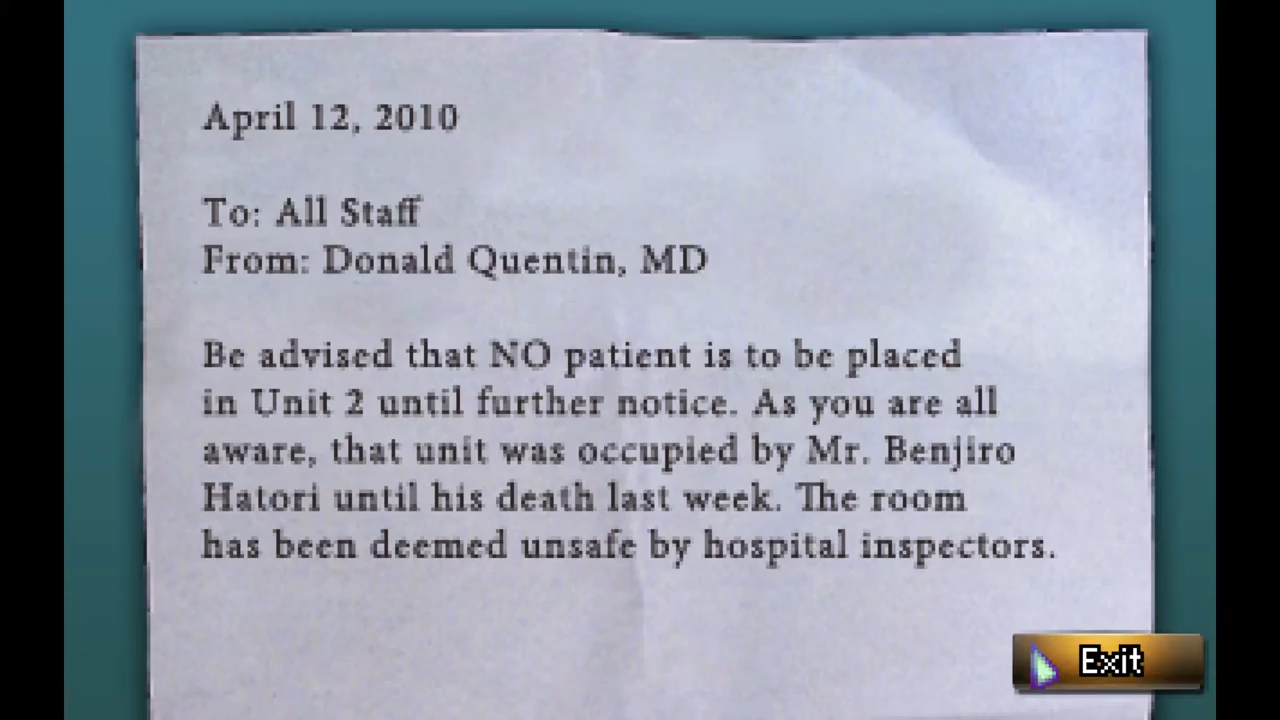 April 12, 2010
To: All Staff
From: Donald Quentin, MD
Be advised that NO patient is to be placed
in Unit 2 until further notice. As you are all
aware, that unit was occupied by Mr. Benjiro
Hatori until his death last week. The room
has been deemed unsafe by hospital inspectors.
Exit